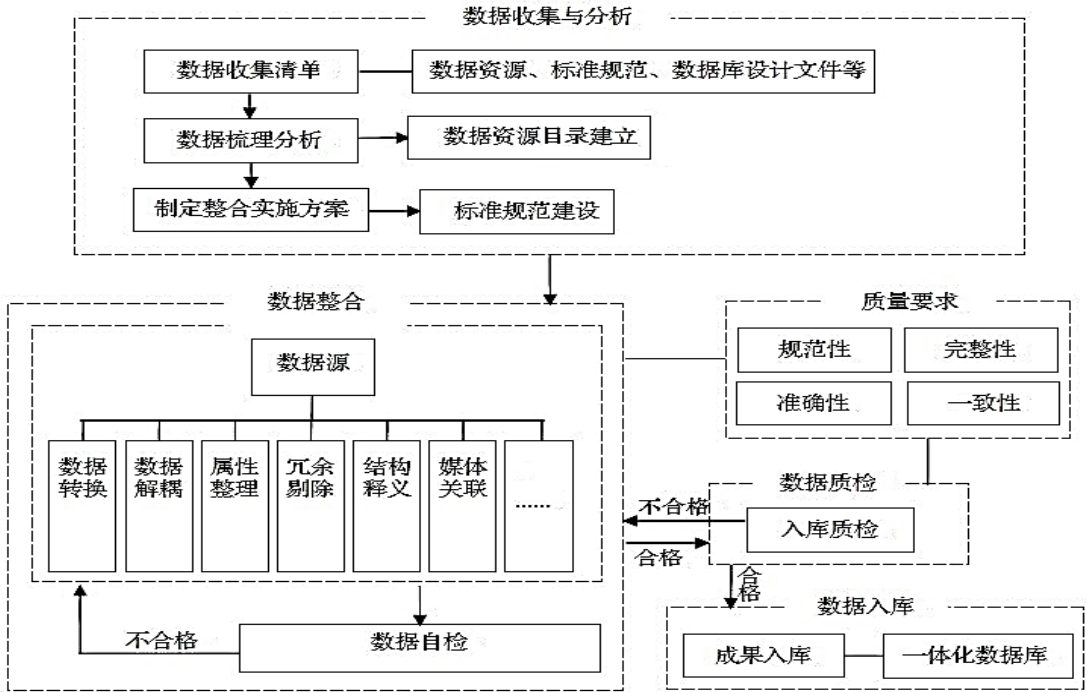 数据收集与分析
数据收集清单
数据资源、标准规范、数据库设计文件等
数据梳理分析
数据资源目录建立
制定整合实施方案
标准规范建设
数据整合
数据源
数据
转换
数据
解耦
属性
整理
冗余
剔除
结构
释义
媒体
关联
……
不合格
数据自检
质量要求
规范性
完整性
准确性
一致性
数据质检
不合格
入库质检
合格
合
格
数据入库
成果入库
一体化数据库